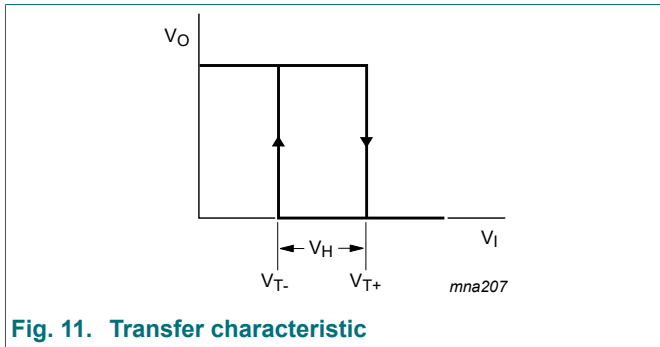 VO
VI
VH
VT-
VT+
mna207
Fig. 11. Transfer characteristic